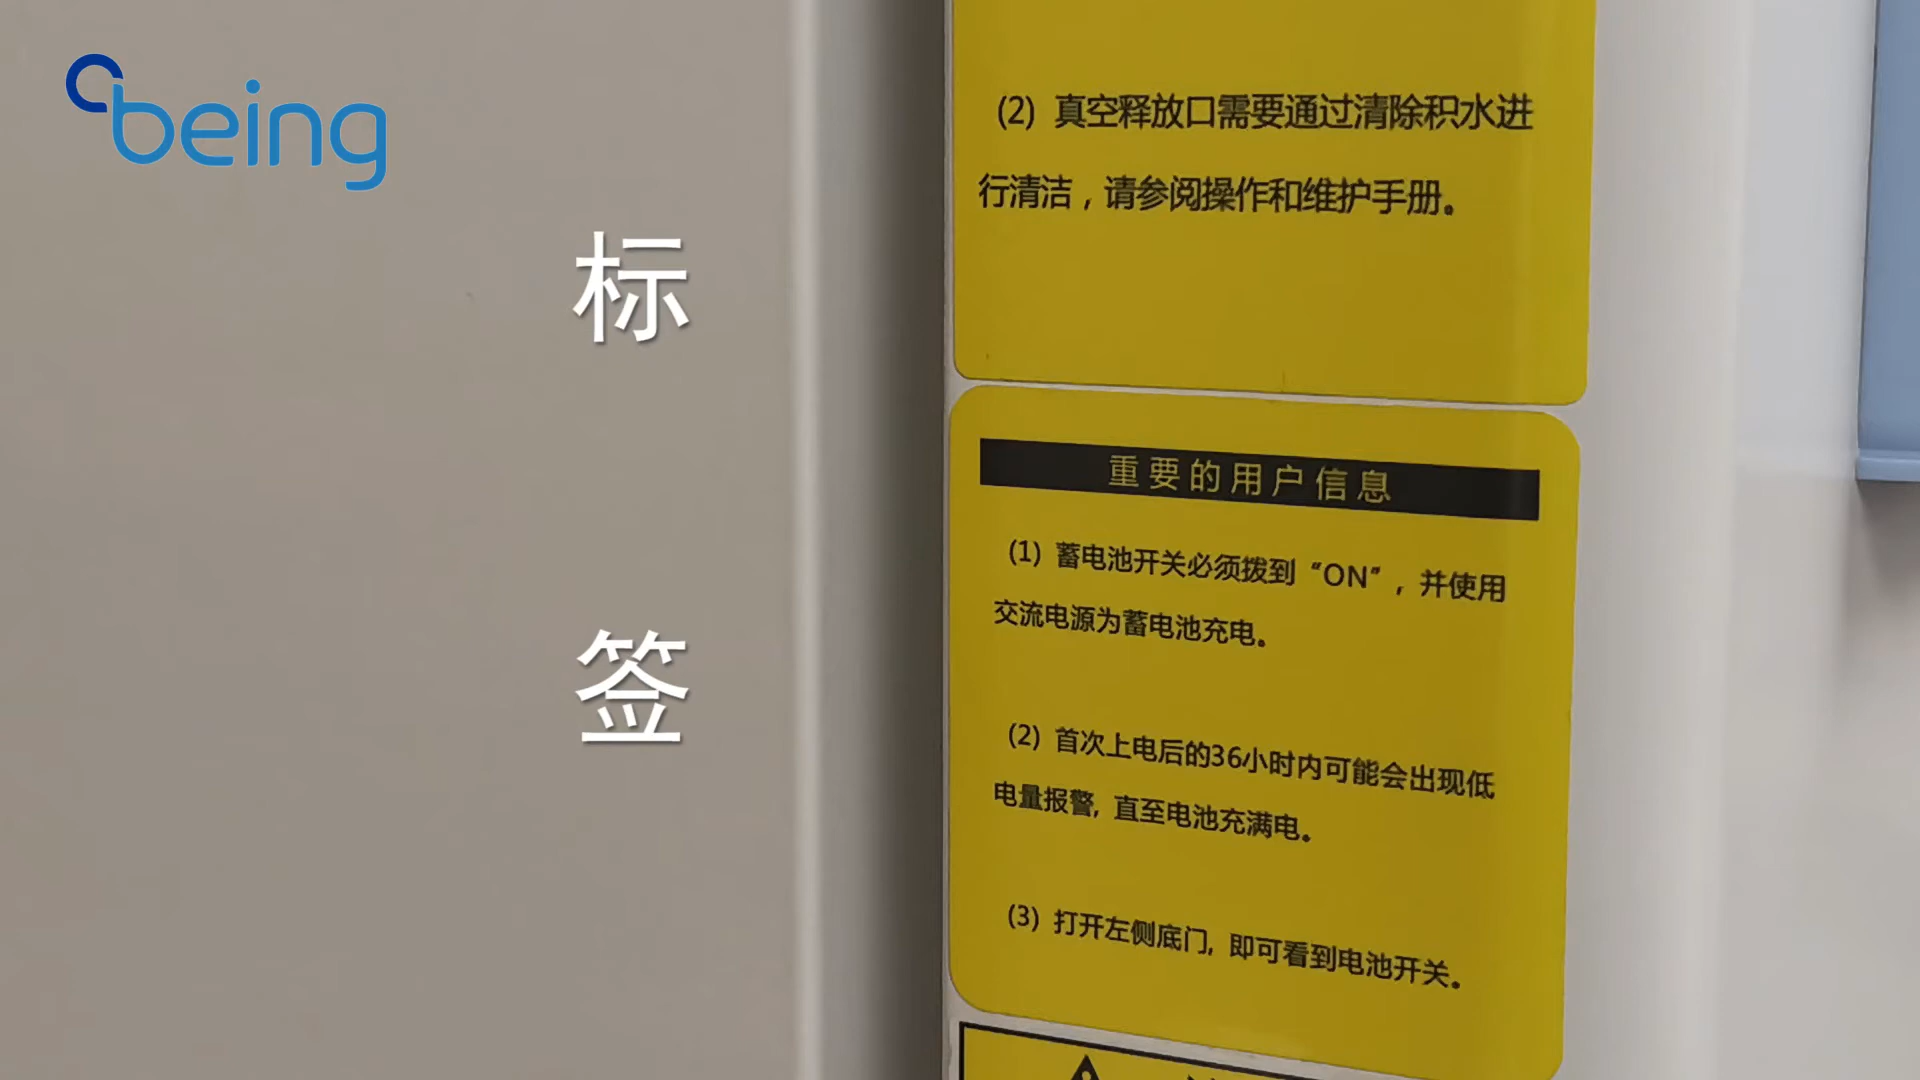 being
标
签
(2) 真空释放口需要通过清除积水进
行清洁，请参阅操作和维护手册。
重要的用户信息
(1) 蓄电池开关必须拨到“ON”，并使用
交流电源为蓄电池充电。
(2) 首次上电后的36小时内可能会出现低
电量报警, 直至电池充满电。
(3) 打开左侧底门, 即可看到电池开关。